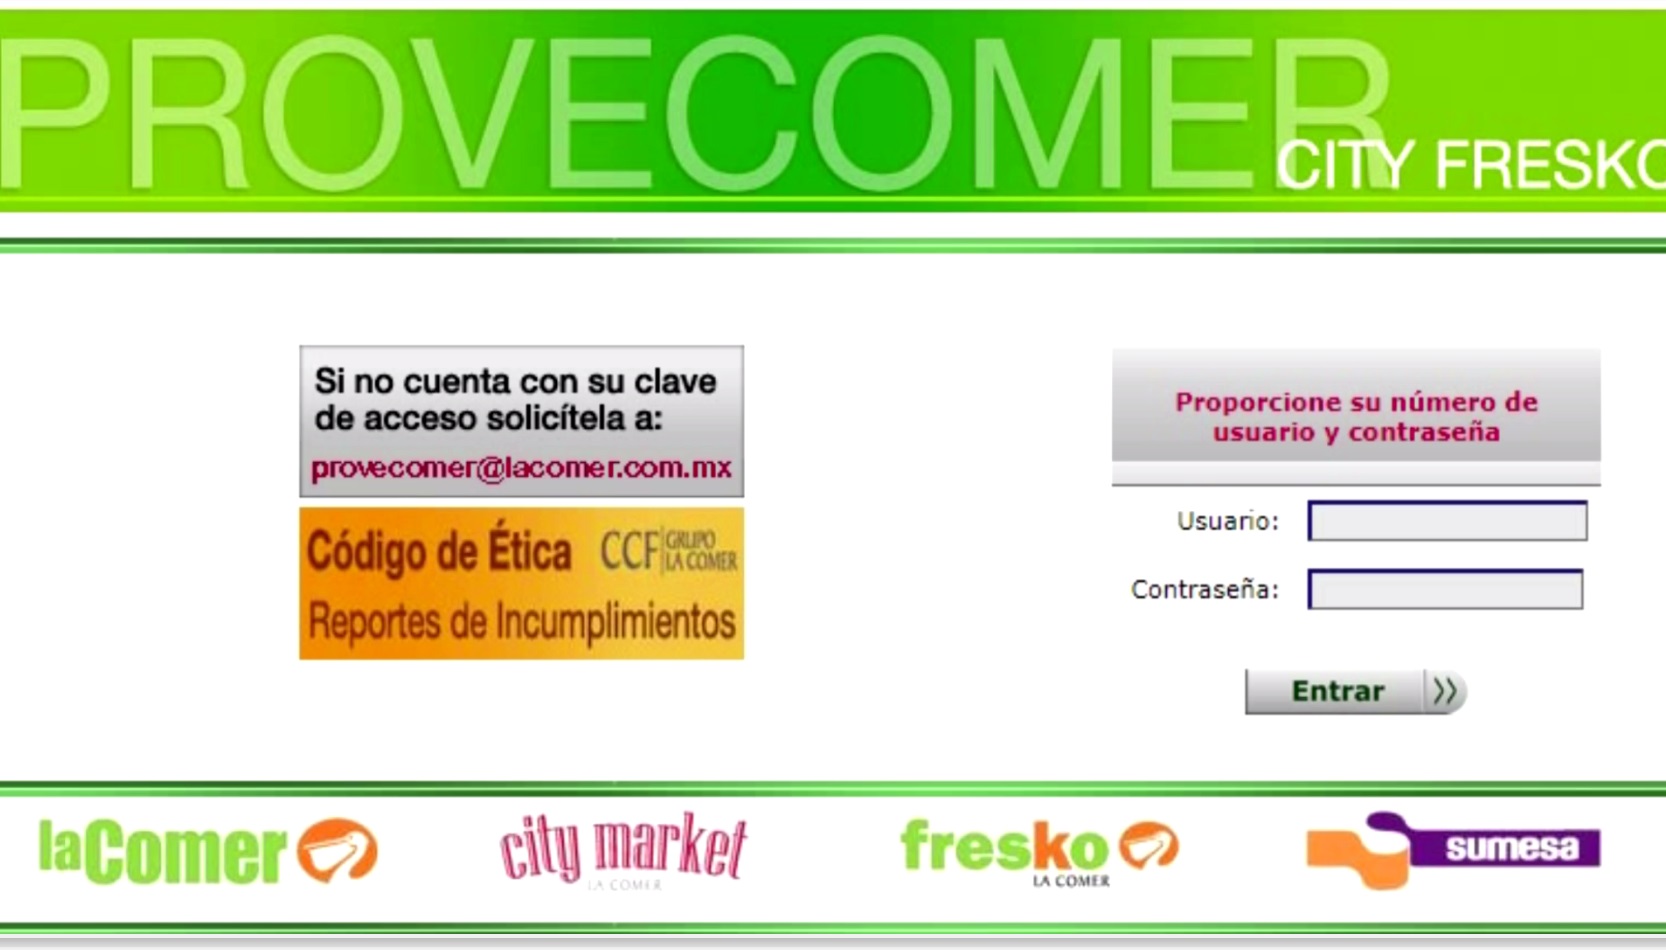 PROVECOMER
CITY FRESKO
Si no cuenta con su clave
de acceso solicítela a:
provecomer@lacomer.com.mx
Código de Ética CCF GRUPO
LA COMER
Reportes de Incumplimientos
Proporcione su número de
usuario y contraseña
Usuario:
Contraseña:
Entrar
laComer
city market
LA COMER
fresko
LA COMER
sumesa